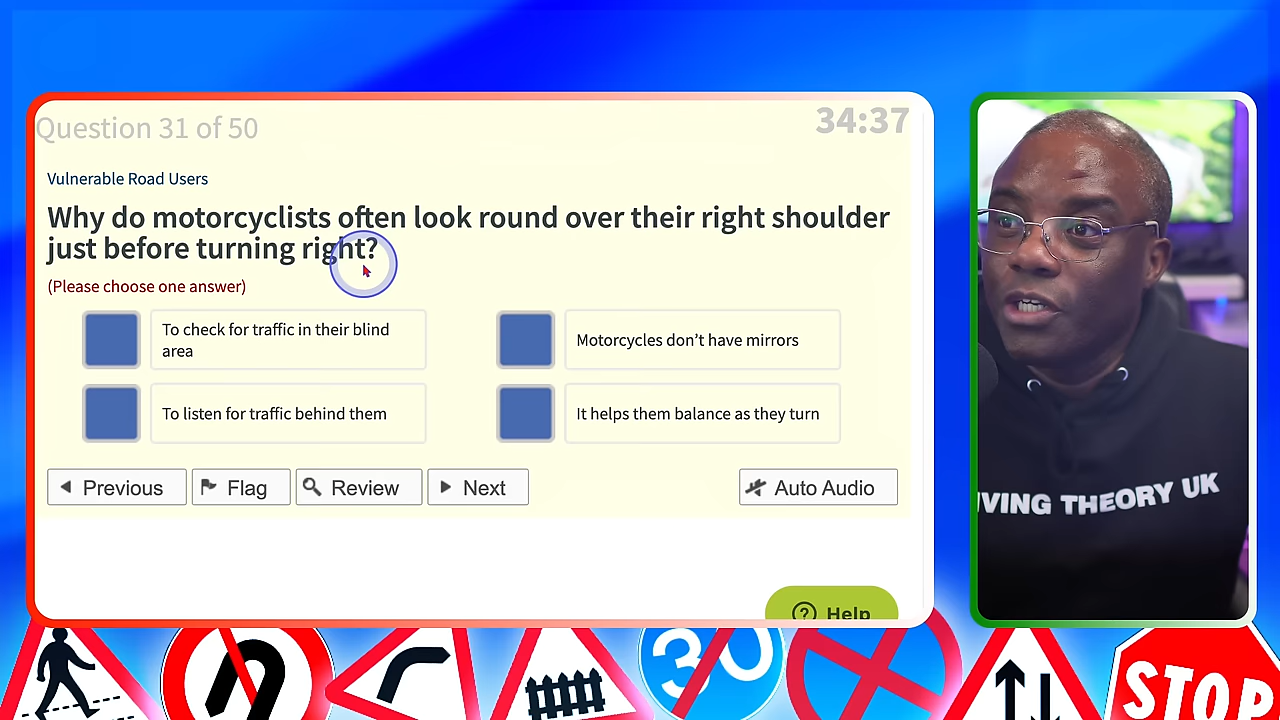 Question 31 of 50
34:37
Vulnerable Road Users
Why do motorcyclists often look round over their right shoulder
just before turning right?
(Please choose one answer)
To check for traffic in their blind
area
Motorcycles don’t have mirrors
To listen for traffic behind them
It helps them balance as they turn
Previous
Flag
Review
Next
Auto Audio
Help
IVING THEORY UK
30
STOP